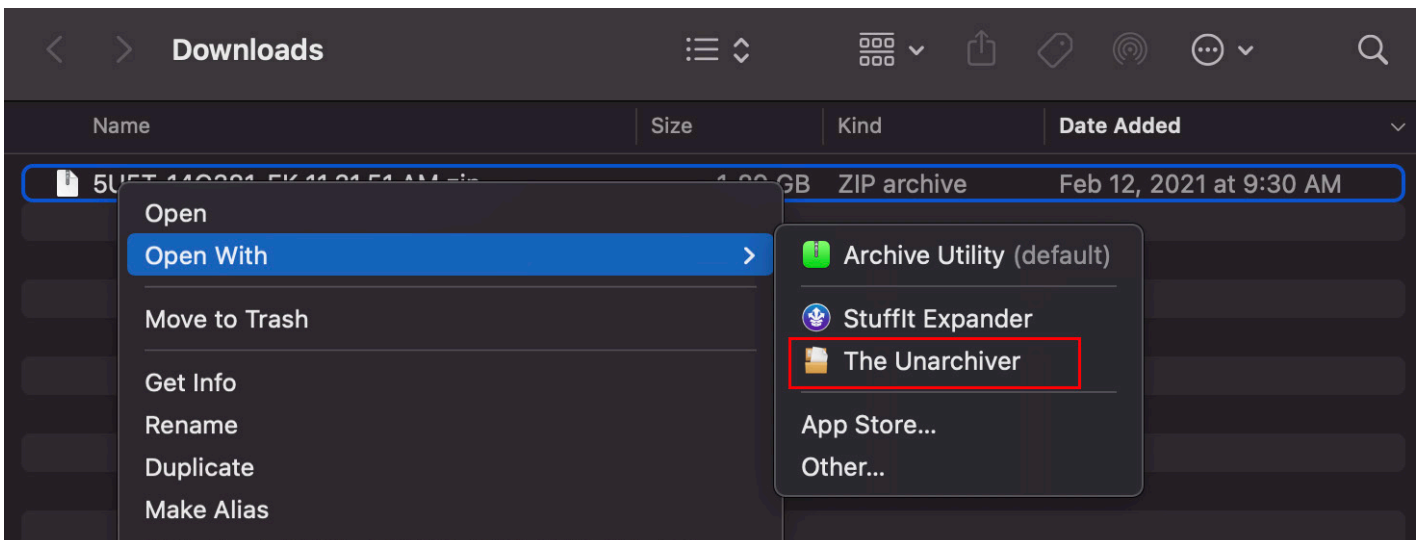 Downloads
Name Size Kind Date Added
GB ZIP archive Feb 12, 2021 at 9:30 AM
Open
Open With
Archive Utility (default)
Move to Trash
StuffIt Expander
The Unarchiver
Get Info
Rename
App Store...
Duplicate
Other...
Make Alias